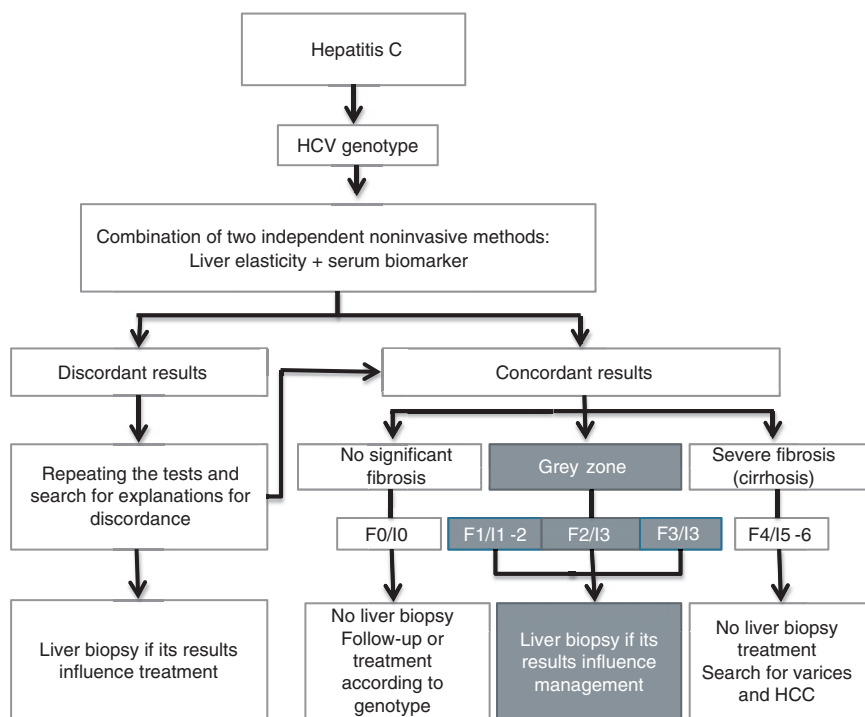 Hepatitis C
HCV genotype
Combination of two independent noninvasive methods:
Liver elasticity + serum biomarker
Discordant results
Concordant results
Repeating the tests and
search for explanations for
discordance
No significant
fibrosis
Grey zone
Severe fibrosis
(cirrhosis)
F0/I0
F1/I1 -2
F2/I3
F3/I3
F4/I5 -6
Liver biopsy if its results
influence treatment
No liver biopsy
Follow-up or
treatment
according to
genotype
Liver biopsy if its
results influence
management
No liver biopsy
treatment
Search for varices
and HCC